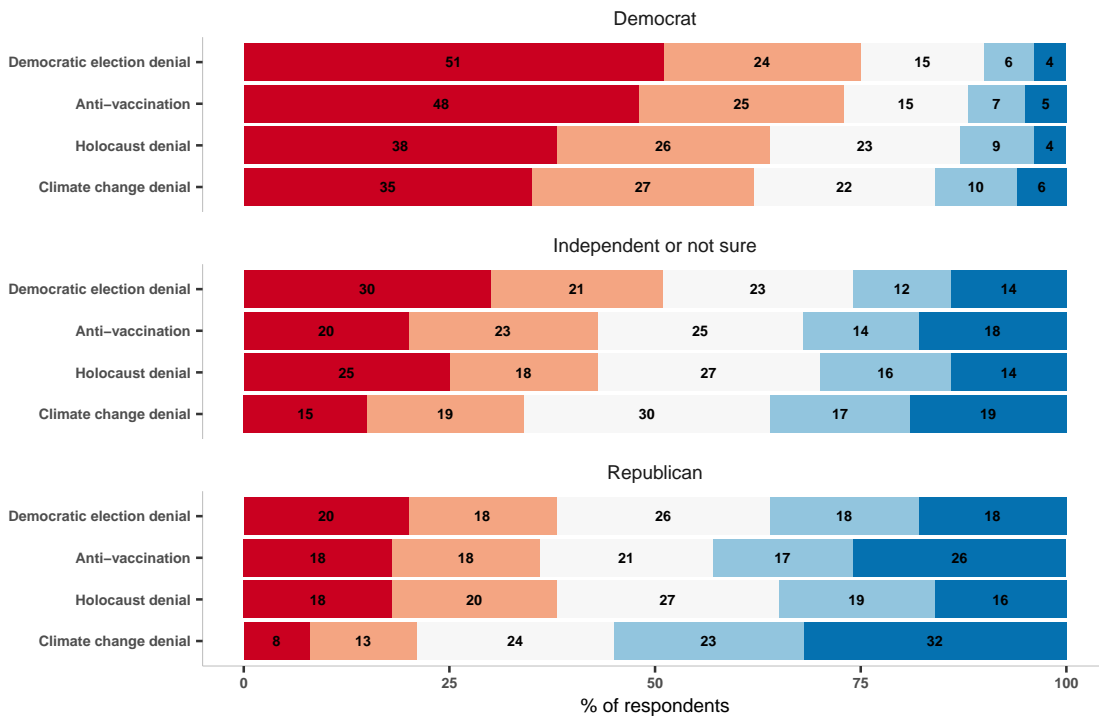 Democrat
Democratic election denial 51 24 15 6 4
Anti−vaccination 48 25 15 7 5
Holocaust denial 38 26 23 9 4
Climate change denial 35 27 22 10 6
Independent or not sure
Democratic election denial 30 21 23 12 14
Anti−vaccination 20 23 25 14 18
Holocaust denial 25 18 27 16 14
Climate change denial 15 19 30 17 19
Republican
Democratic election denial 20 18 26 18 18
Anti−vaccination 18 18 21 17 26
Holocaust denial 18 20 27 19 16
Climate change denial 8 13 24 23 32
0 25 50 75 100
% of respondents